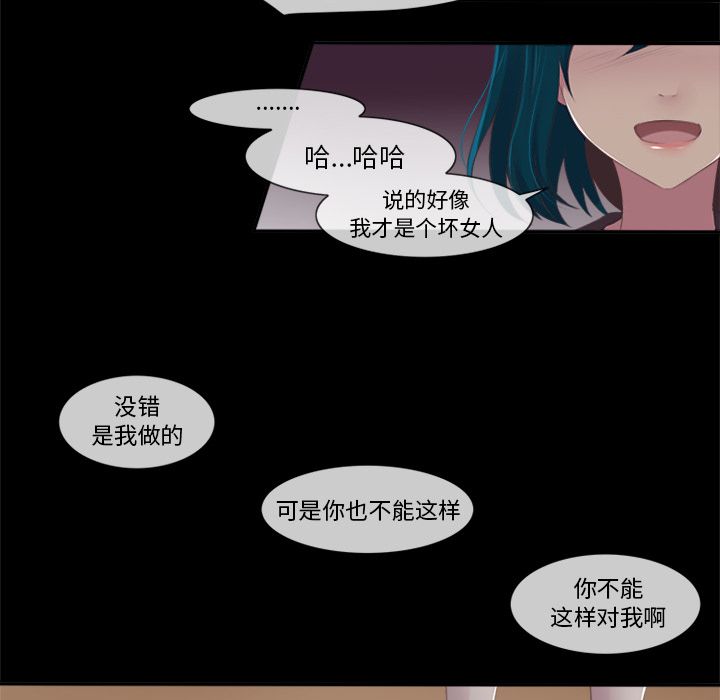 .......
哈...哈哈
说的好像
我才是个坏女人
没错
是我做的
可是你也不能这样
你不能
这样对我啊